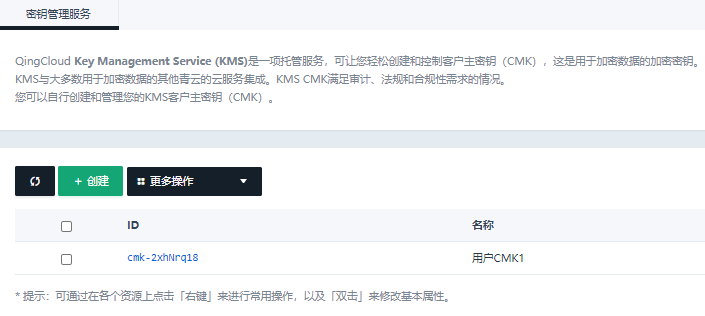 密钥管理服务
QingCloud Key Management Service (KMS)是一项托管服务，可让您轻松创建和控制客户主密钥（CMK），这是用于加密数据的加密密钥。
KMS与大多数用于加密数据的其他青云的云服务集成。KMS CMK满足审计、法规和合规性需求的情况。
您可以自行创建和管理您的KMS客户主密钥（CMK）。
+ 创建 更多操作
ID 名称
cmk-2xhNrq18 用户CMK1
* 提示：可通过在各个资源上点击「右键」来进行常用操作，以及「双击」来修改基本属性。